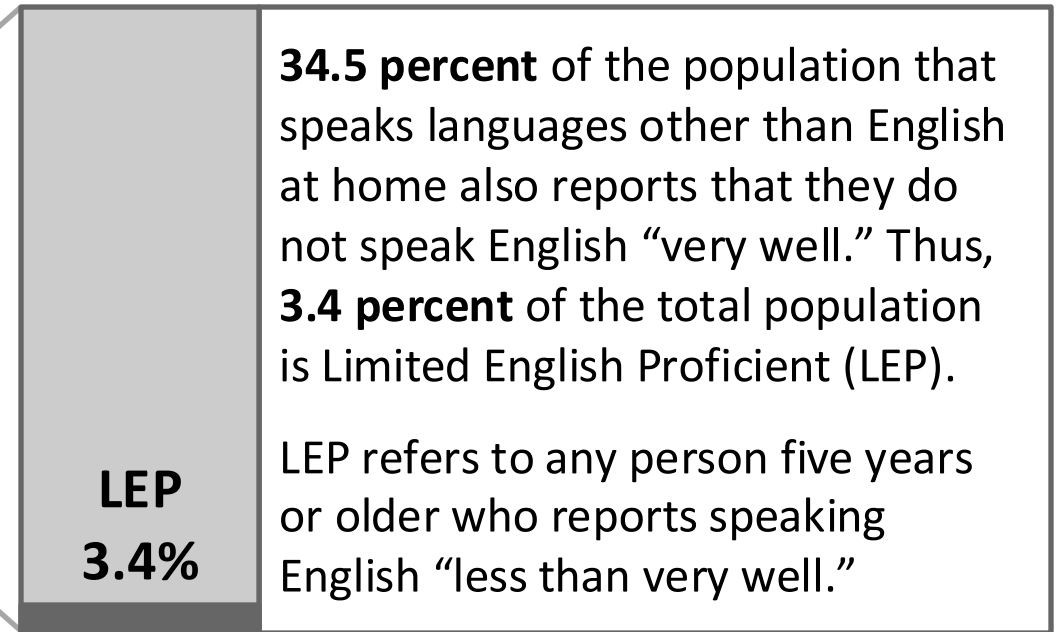 34.5 percent of the population that
speaks languages other than English
at home also reports that they do
not speak English “very well.” Thus,
3.4 percent of the total population
is Limited English Proficient (LEP).
LEP refers to any person five years
or older who reports speaking
English “less than very well.”
LEP
3.4%